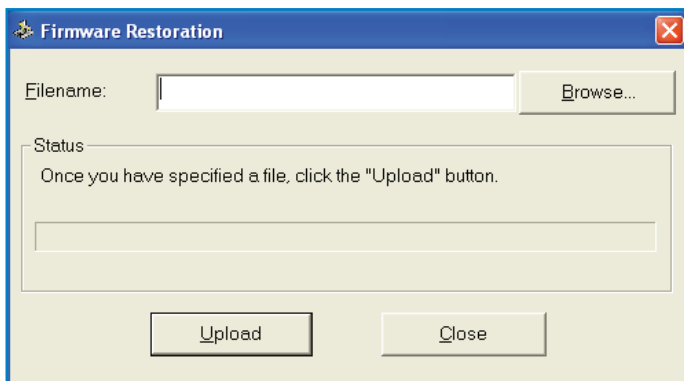 Firmware Restoration
Filename:
Browse...
Status
Once you have specified a file, click the "Upload" button.
Upload
Close